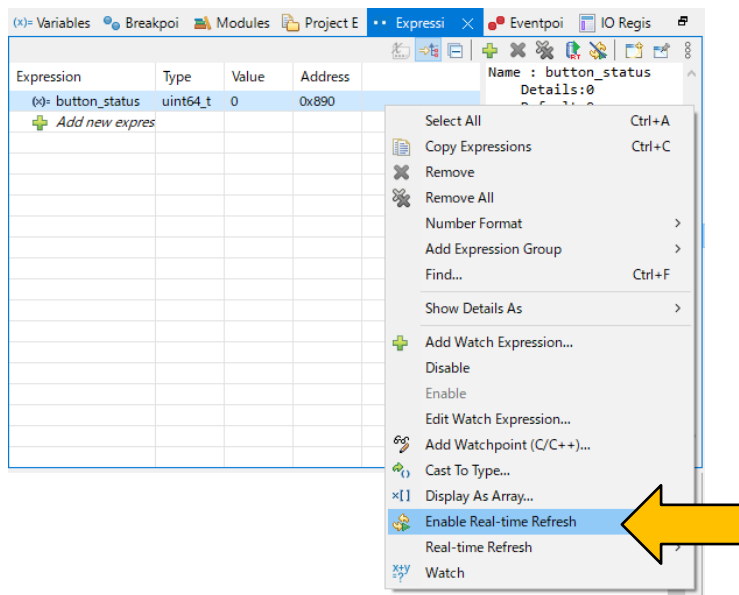 (x)= Variables Breakpoi Modules Project E Expressi IO Eventpoi IO Regis
Expression Type Value Address
(x)= button_status uint64_t 0 0x890
Add new expres
Name : button_status
Details:0
Select All Ctrl+A
Copy Expressions Ctrl+C
Remove
Remove All
Number Format
Add Expression Group
Find... Ctrl+F
Show Details As
Add Watch Expression...
Disable
Enable
Edit Watch Expression...
Add Watchpoint (C/C++)...
Cast To Type...
Display As Array...
Enable Real-time Refresh
Real-time Refresh
Watch